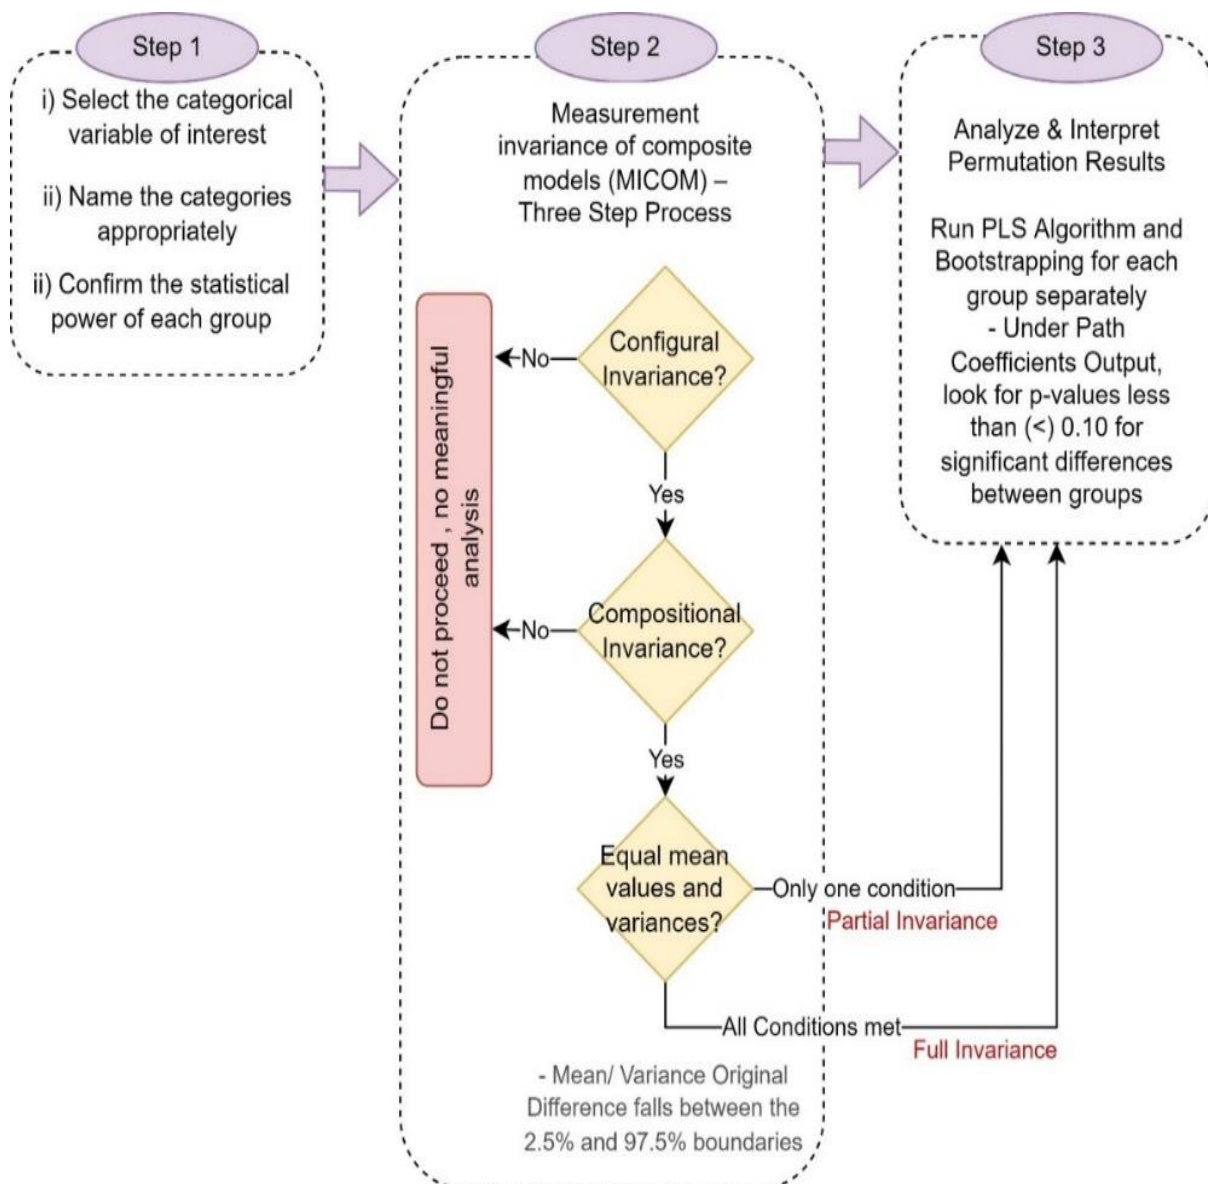 Step 1
i) Select the categorical
variable of interest
ii) Name the categories
appropriately
ii) Confirm the statistical
power of each group
Step 2
Measurement
invariance of composite
models (MICOM) –
Three Step Process
Configural
Invariance?
No
Yes
Do not proceed , no meaningful
analysis
Compositional
Invariance?
No
Yes
Equal mean
values and
variances?
Only one condition
Partial Invariance
All Conditions met
Full Invariance
- Mean/ Variance Original
Difference falls between the
2.5% and 97.5% boundaries
Step 3
Analyze & Interpret
Permutation Results
Run PLS Algorithm and
Bootstrapping for each
group separately
- Under Path
Coefficients Output,
look for p-values less
than (<) 0.10 for
significant differences
between groups